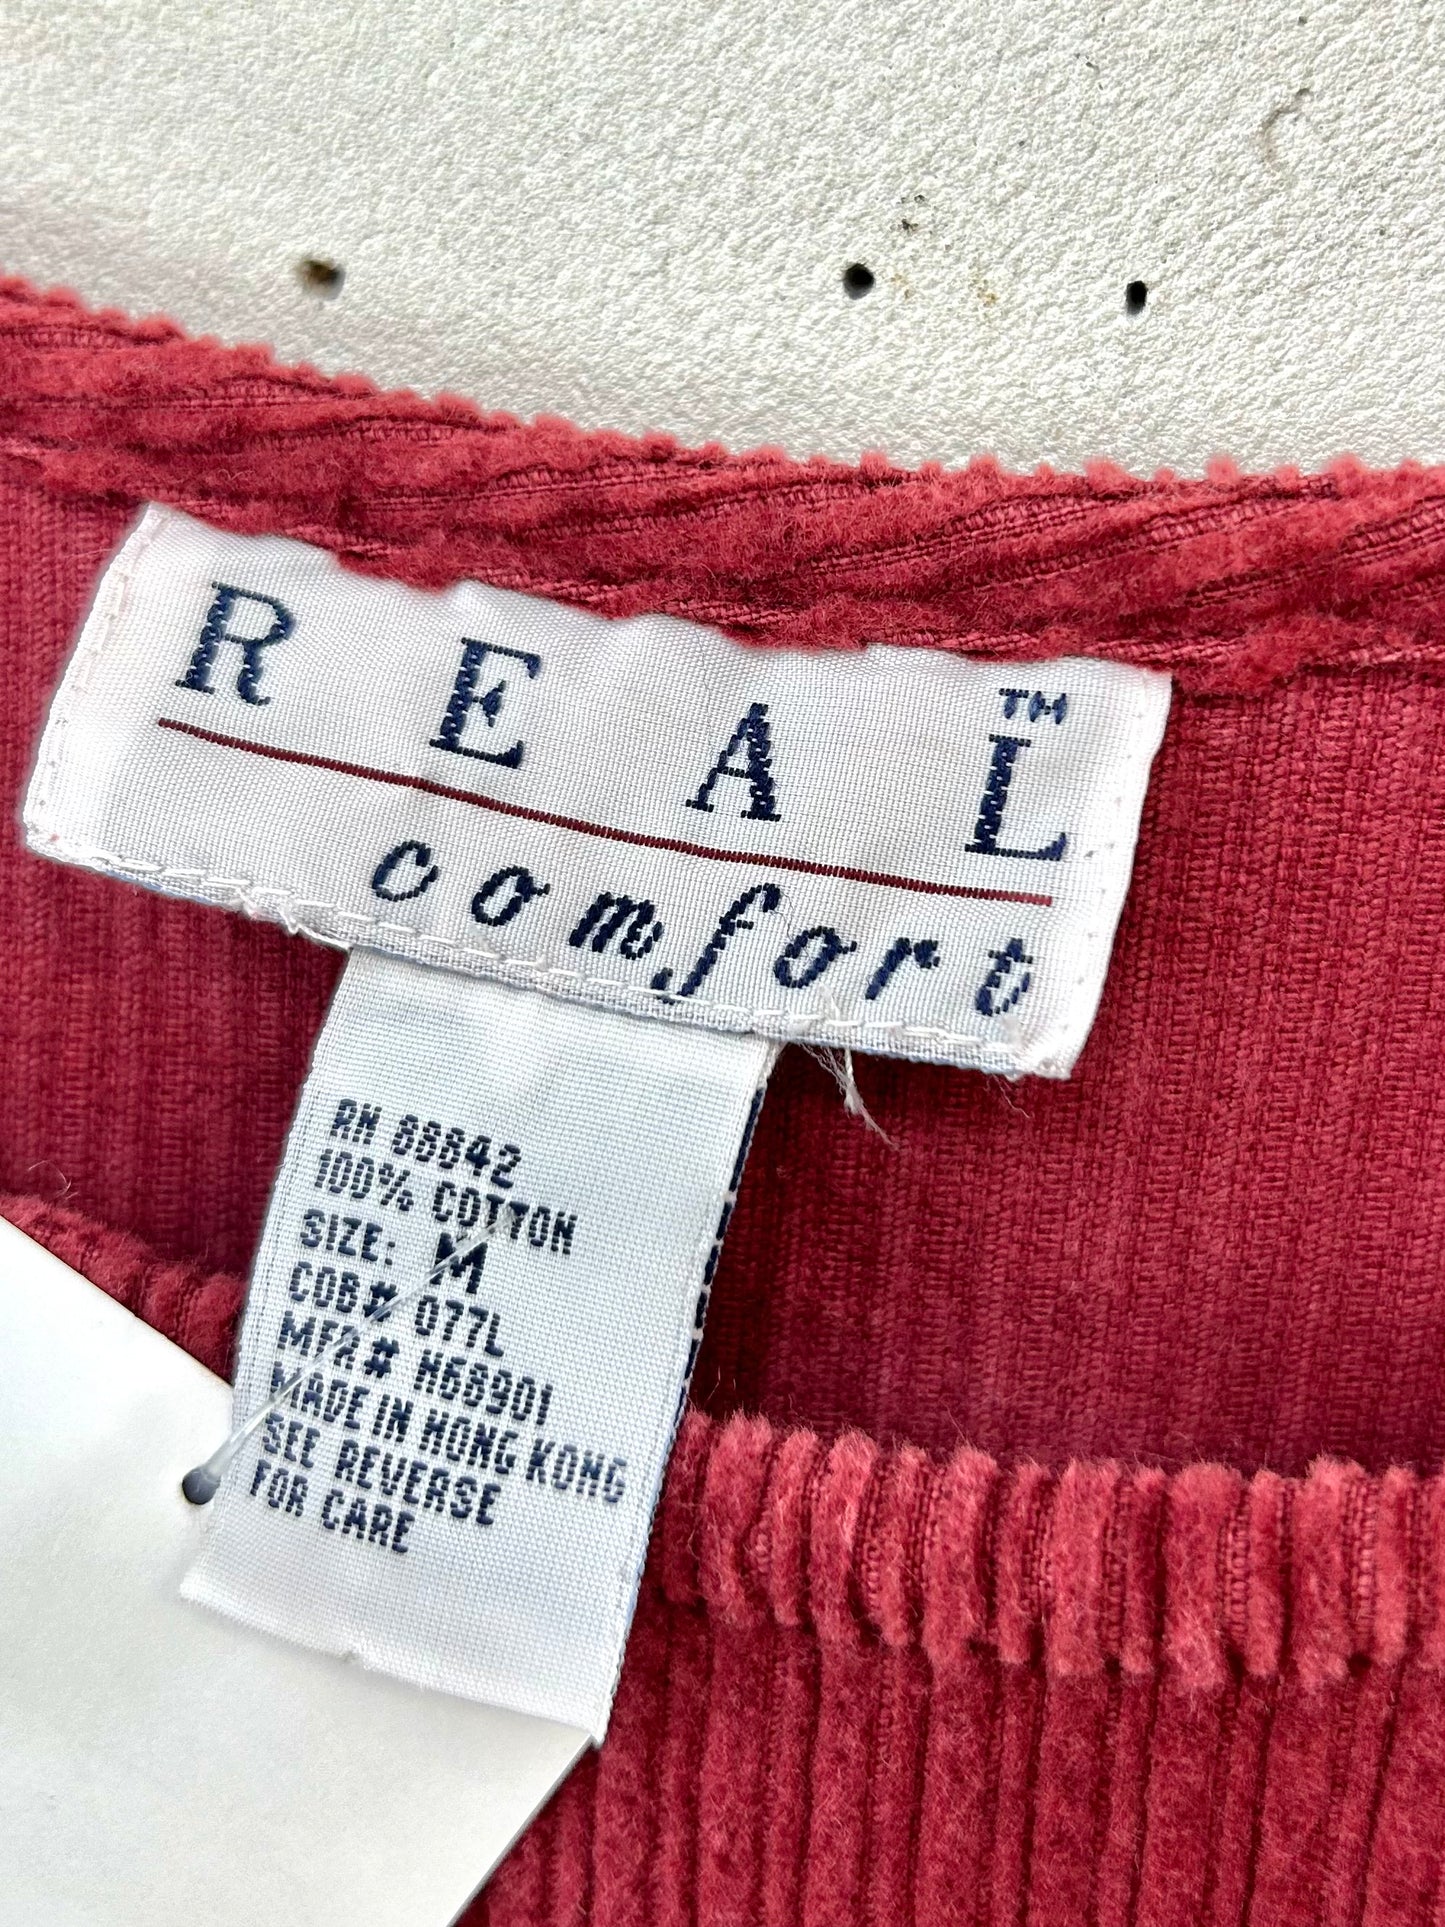 REAL™
comfort
RN 88842
100% COTTON
SIZE: M
COB# 077L
MFR# H68901
MADE IN HONG KONG
SEE REVERSE
FOR CARE